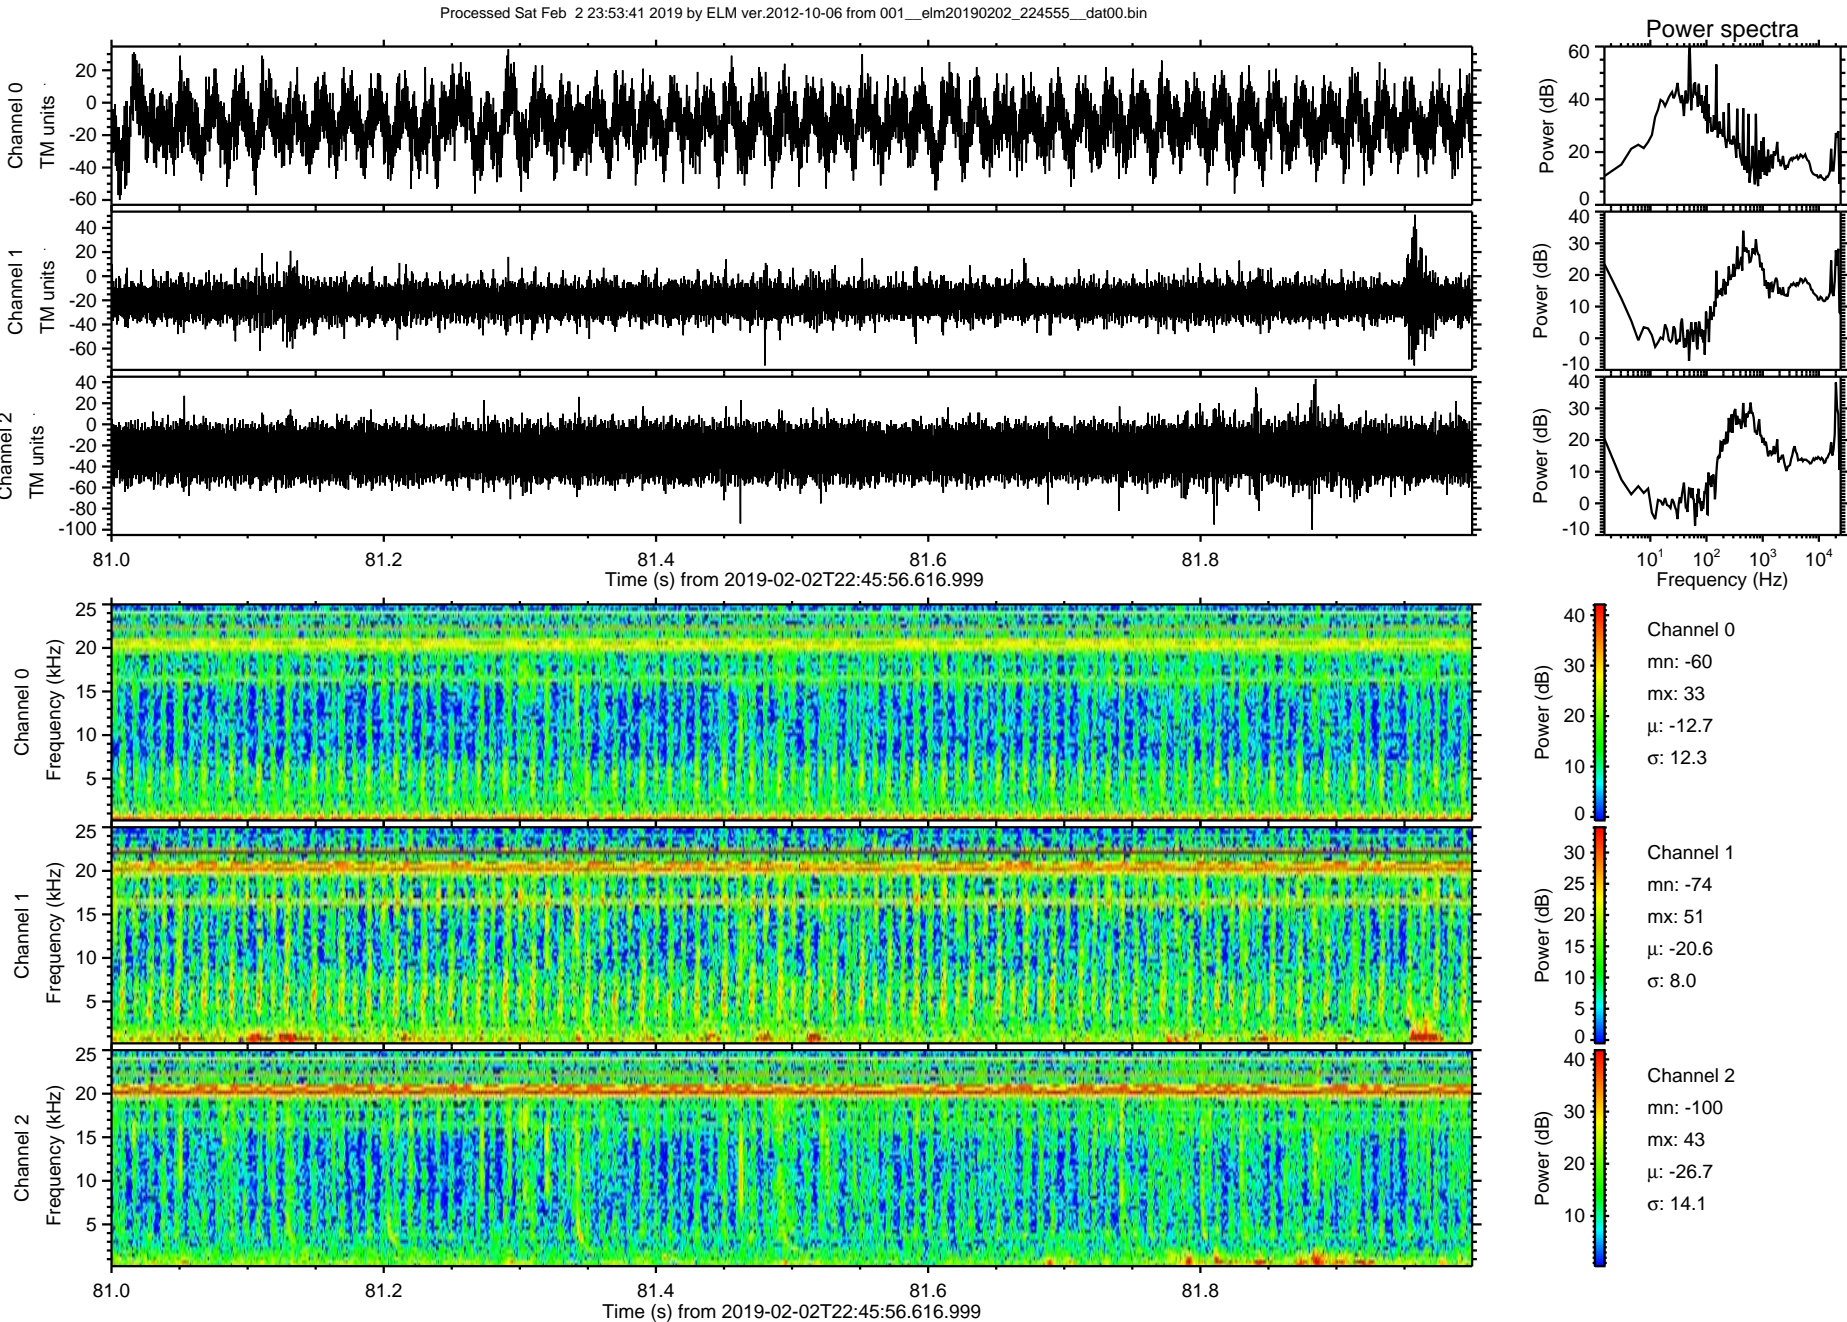 Processed Sat Feb  2 23:53:41 2019 by ELM ver.2012-10-06 from 001__elm20190202_224555__dat00.bin
Power spectra
Channel 0
TM units
20
0
-20
-40
-60
Power (dB)
60
40
20
0
Channel 1
TM units
40
20
0
-20
-40
-60
Power (dB)
40
30
20
10
0
-10
Channel 2
TM units
40
20
0
-20
-40
-60
-80
-100
Power (dB)
40
30
20
10
0
-10
81.0 81.2 81.4 81.6 81.8
Time (s) from 2019-02-02T22:45:56.616.999
10^1 10^2 10^3 10^4
Frequency (Hz)
Channel 0
Frequency (kHz)
25
20
15
10
5
Power (dB)
40
30
20
10
0
Channel 0
mn: -60
mx: 33
μ: -12.7
σ: 12.3
Channel 1
Frequency (kHz)
25
20
15
10
5
Power (dB)
30
25
20
15
10
5
0
Channel 1
mn: -74
mx: 51
μ: -20.6
σ: 8.0
Channel 2
Frequency (kHz)
25
20
15
10
5
Power (dB)
40
30
20
10
Channel 2
mn: -100
mx: 43
μ: -26.7
σ: 14.1
81.0 81.2 81.4 81.6 81.8
Time (s) from 2019-02-02T22:45:56.616.999